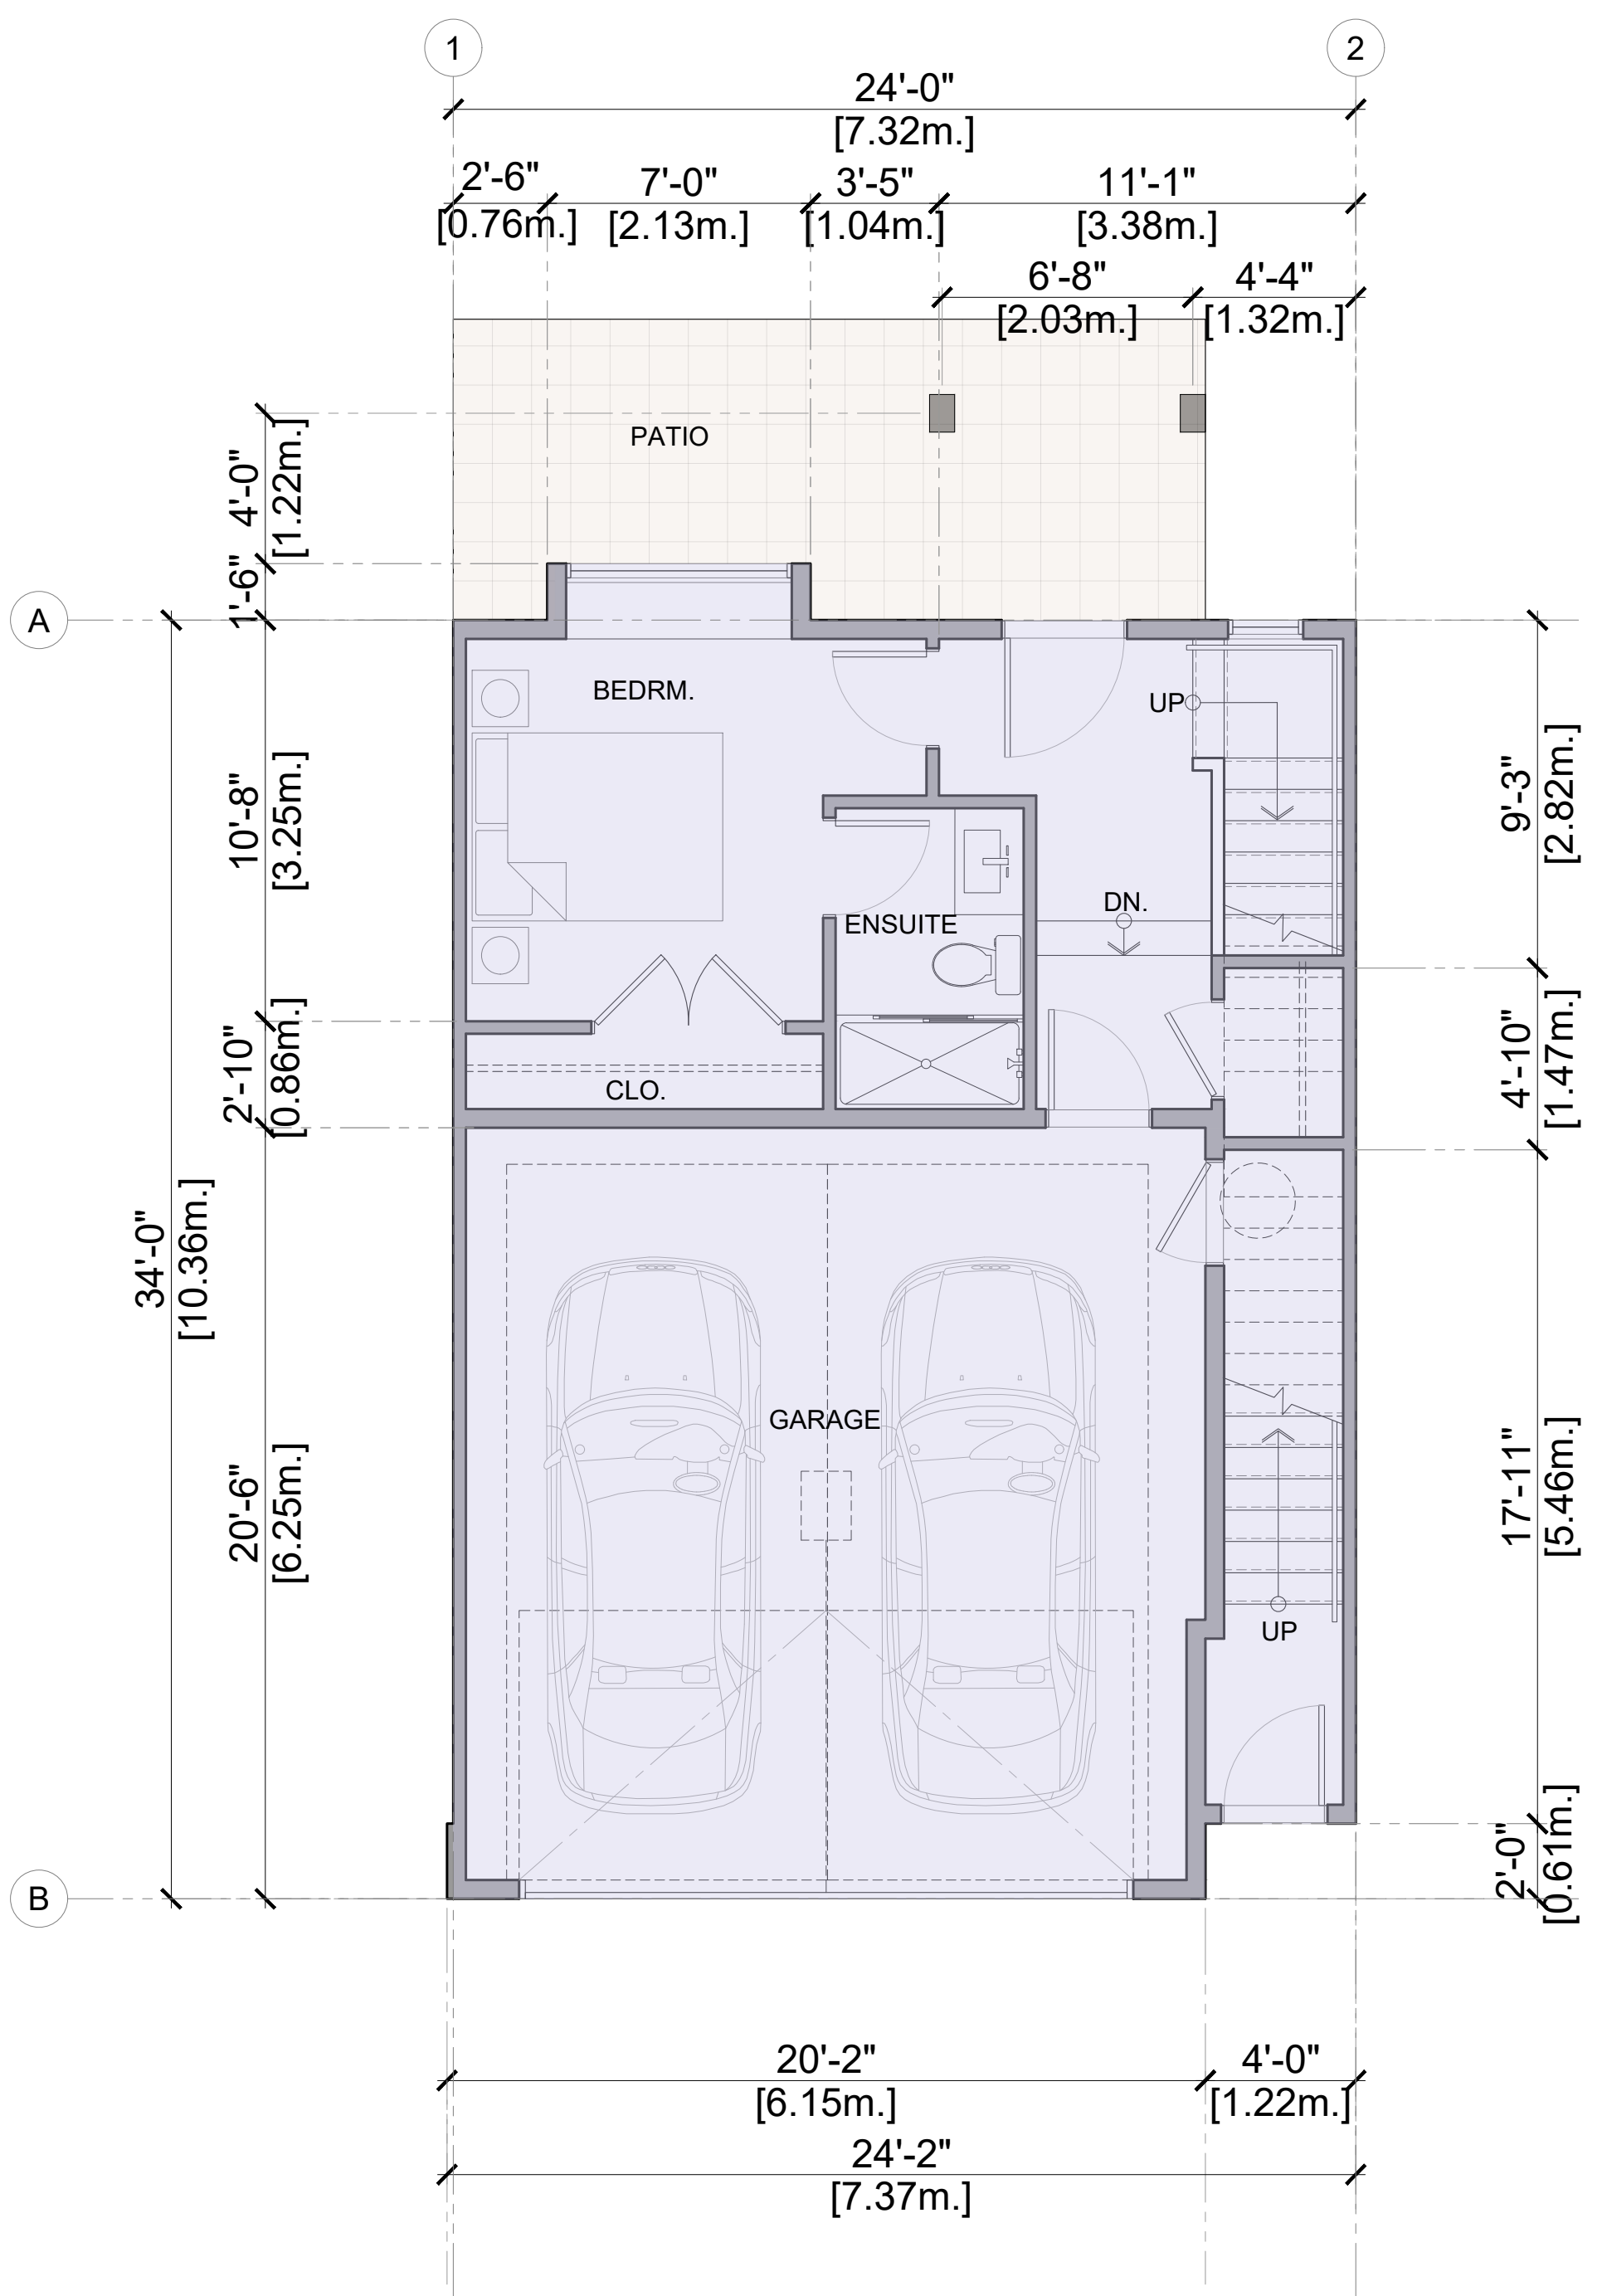 1
2
24'-0"
[7.32m.]
2'-6"
[0.76m.]
7'-0"
[2.13m.]
3'-5"
[1.04m.]
11'-1"
[3.38m.]
6'-8"
[2.03m.]
4'-4"
[1.32m.]
PATIO
4'-0"
[1.22m.]
1'-6"
A
BEDRM.
UP
10'-8"
[3.25m.]
9'-3"
[2.82m.]
DN.
ENSUITE
2'-10"
[0.86m.]
4'-10"
[1.47m.]
CLO.
34'-0"
[10.36m.]
GARAGE
20'-6"
[6.25m.]
17'-11"
[5.46m.]
UP
2'-0"
[0.61m.]
B
20'-2"
[6.15m.]
4'-0"
[1.22m.]
24'-2"
[7.37m.]